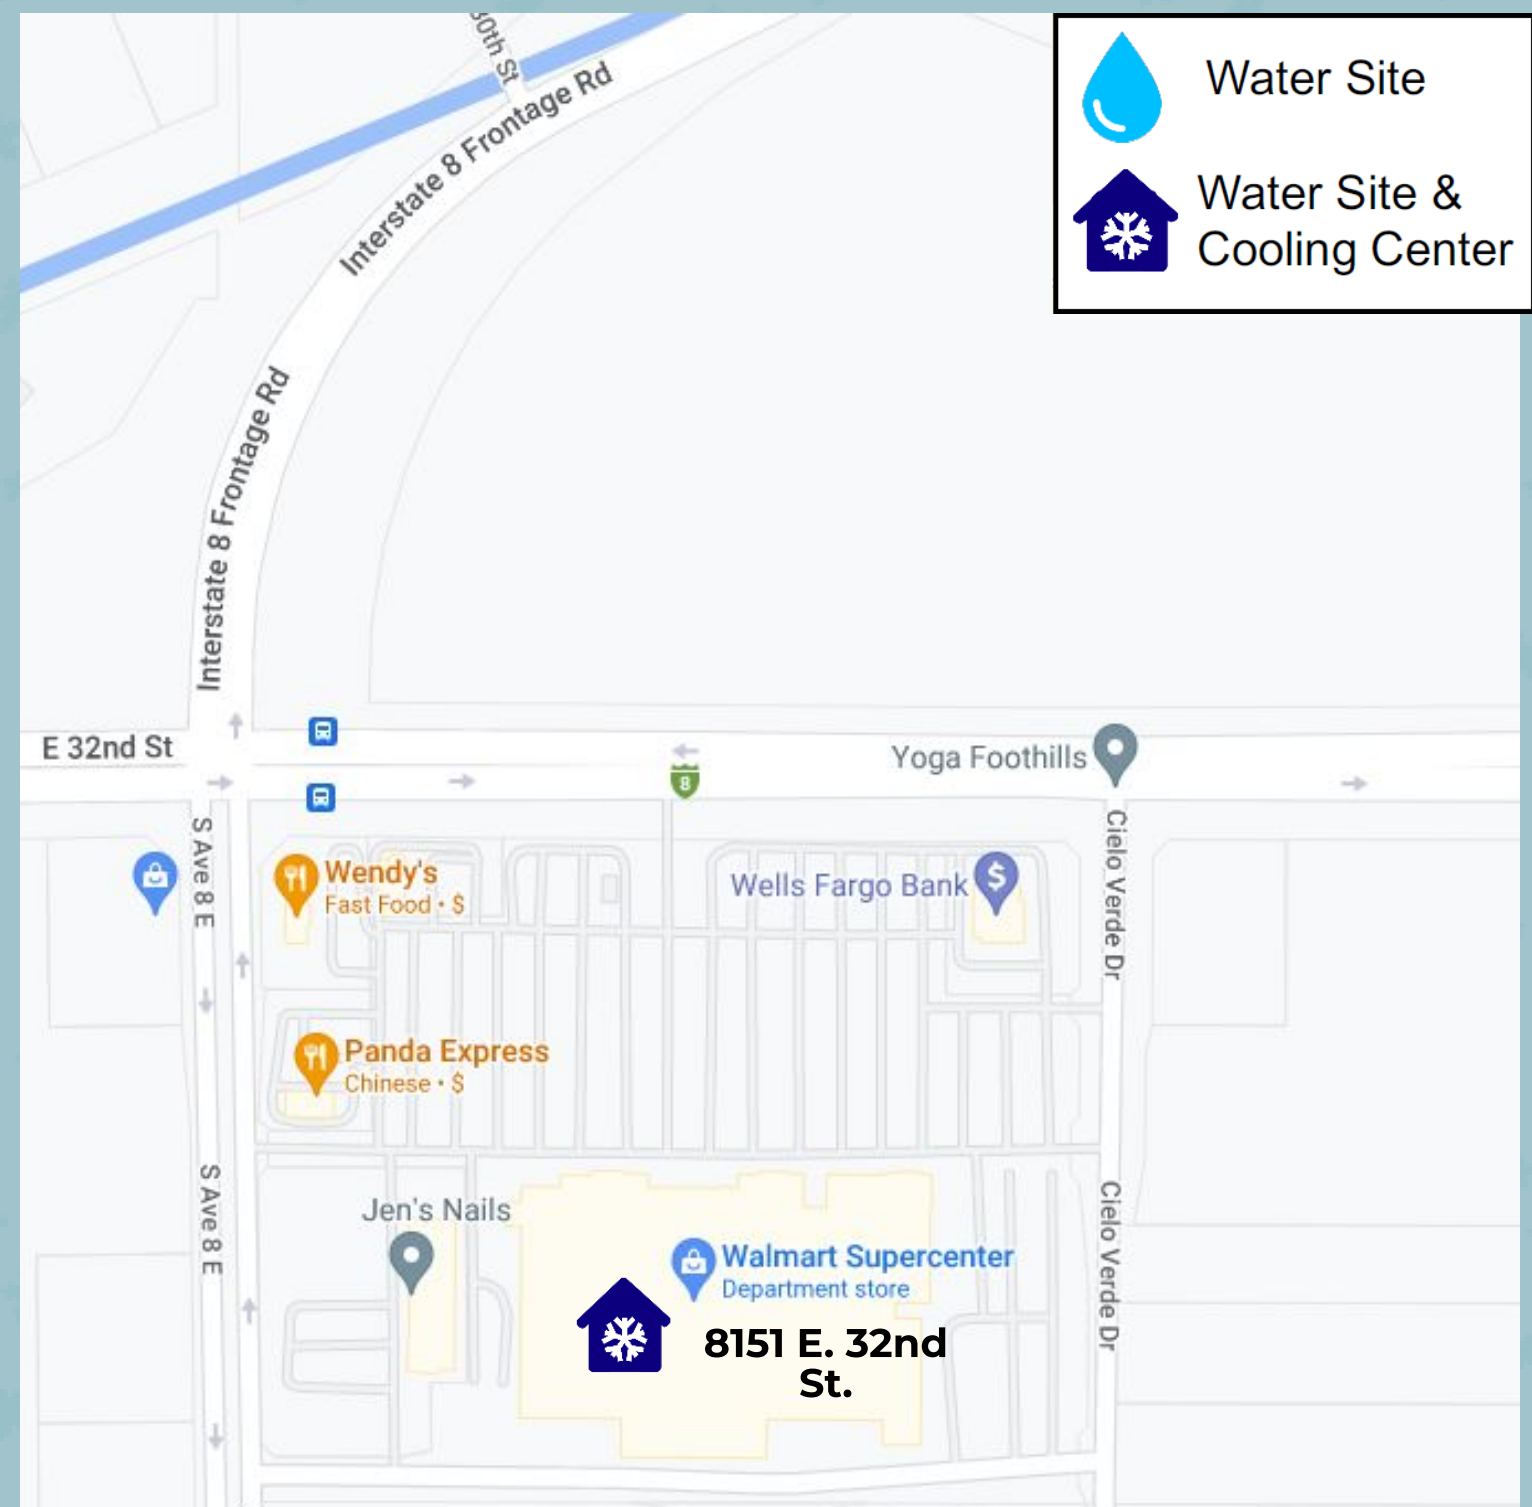 30th St
Water Site
Water Site &
Cooling Center
Interstate 8 Frontage Rd
Interstate 8 Frontage Rd
E 32nd St
8
Yoga Foothills
S Ave 8 E
Wendy's
Fast Food • $
Wells Fargo Bank
$
Cielo Verde Dr
Panda Express
Chinese • $
S Ave 8 E
Jen's Nails
Cielo Verde Dr
Walmart Supercenter
Department store
8151 E. 32nd
St.